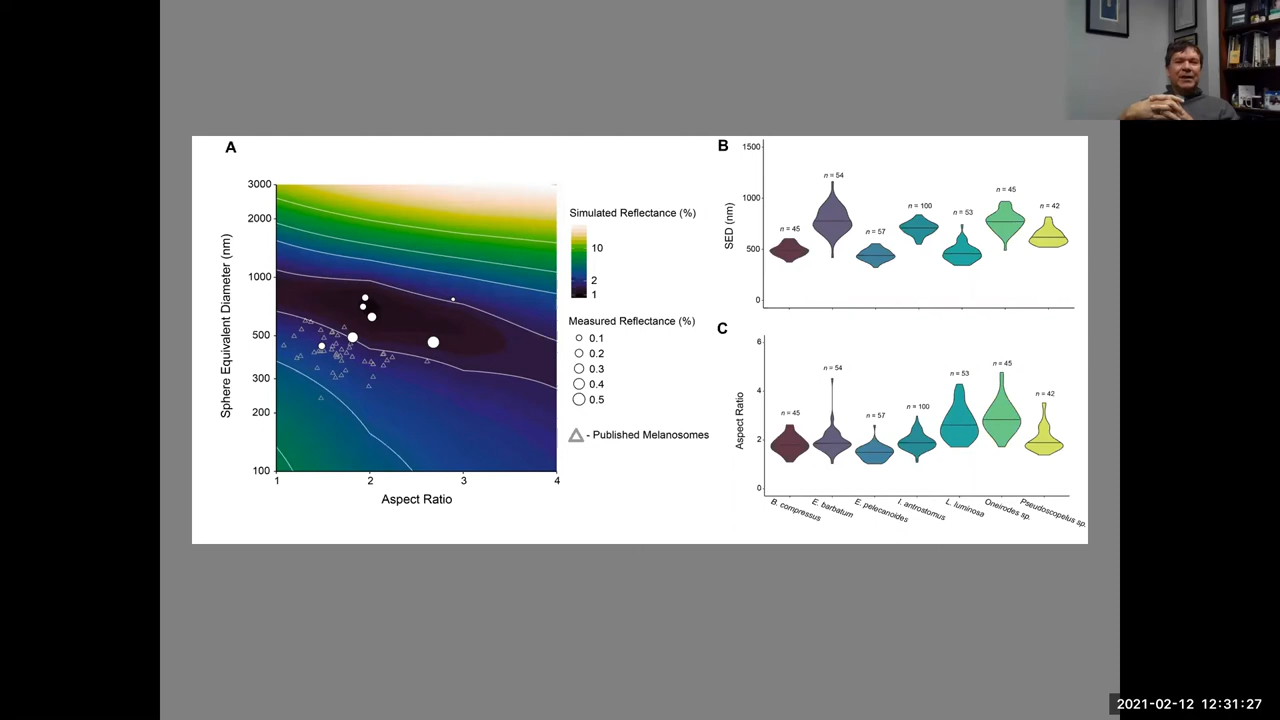 A
3000
2000
1000
500
300
200
100
1
2
3
4
Sphere Equivalent Diameter (nm)
Aspect Ratio
Simulated Reflectance (%)
10
2
1
Measured Reflectance (%)
0.1
0.2
0.3
0.4
0.5
- Published Melanosomes
B
1500
1000
500
0
SED (nm)
n = 45
n = 54
n = 57
n = 100
n = 53
n = 45
n = 42
C
6
4
2
0
Aspect Ratio
n = 45
n = 54
n = 57
n = 100
n = 53
n = 45
n = 42
B. compressus
E. barbatum
E. pelecanoides
I. antrostomus
L. luminosa
Oneirodes sp.
Pseudoscopelus sp.
2021-02-12 12:31:27